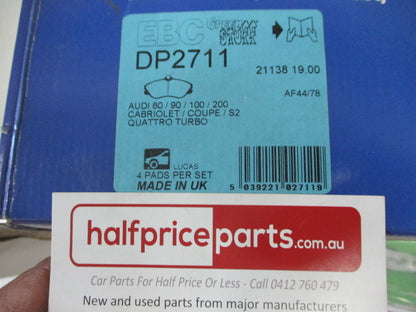 EBC Greenstuff
DP2711
21138 19.00
AF44/78
AUDI 80 / 90 / 100 / 200
CABRIOLET / COUPE / S2
QUATTRO TURBO
LUCAS
4 PADS PER SET
MADE IN UK
5 039221 027119
halfpriceparts.com.au
Car Parts For Half Price Or Less - Call 0412 760 479
New and used parts from major manufacturers